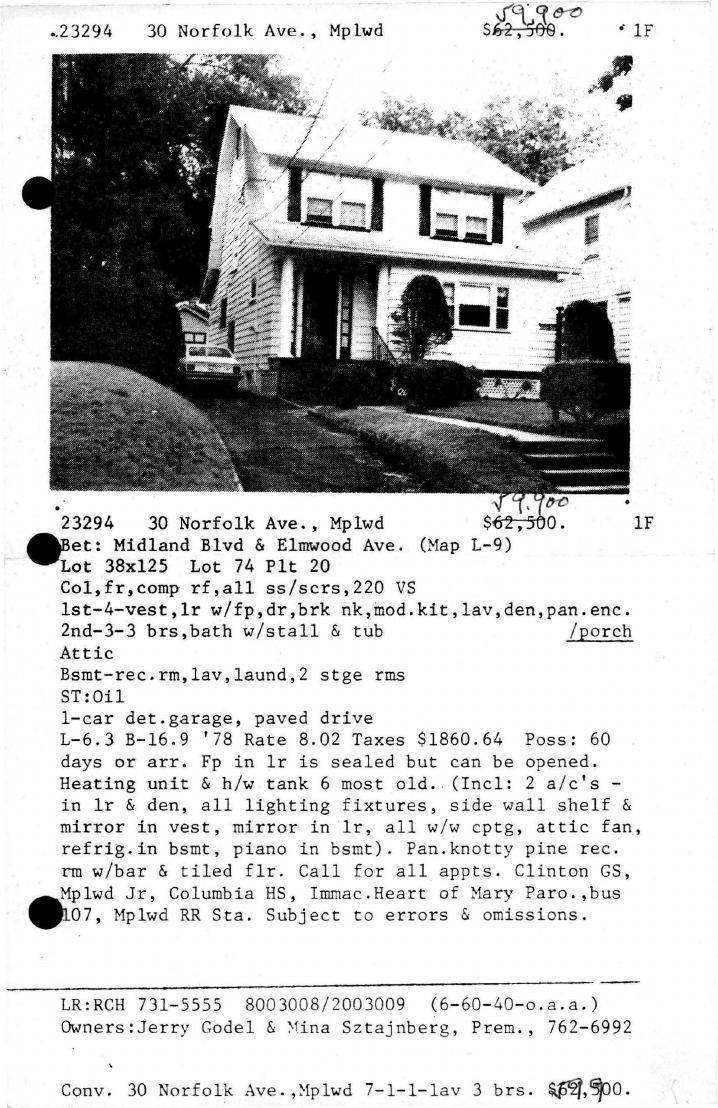 59,900
.23294 30 Norfolk Ave., Mplwd $62,500. 1F
59.900
23294 30 Norfolk Ave., Mplwd $62,500. 1F
Bet: Midland Blvd & Elmwood Ave. (Map L-9)
Lot 38x125 Lot 74 Plt 20
Col,fr,comp rf,all ss/scrs,220 VS
1st-4-vest,lr w/fp,dr,brk nk,mod.kit,lav,den,pan.enc.
2nd-3-3 brs,bath w/stall & tub /porch
Attic
Bsmt-rec.rm,lav,laund,2 stge rms
ST:Oil
1-car det.garage, paved drive
L-6.3 B-16.9 '78 Rate 8.02 Taxes $1860.64 Poss: 60
days or arr. Fp in lr is sealed but can be opened.
Heating unit & h/w tank 6 most old. (Incl: 2 a/c's -
in lr & den, all lighting fixtures, side wall shelf &
mirror in vest, mirror in lr, all w/w cptg, attic fan,
refrig.in bsmt, piano in bsmt). Pan.knotty pine rec.
rm w/bar & tiled flr. Call for all appts. Clinton GS,
Mplwd Jr, Columbia HS, Immac.Heart of Mary Paro.,bus
107, Mplwd RR Sta. Subject to errors & omissions.
LR:RCH 731-5555 8003008/2003009 (6-60-40-o.a.a.)
Owners:Jerry Godel & Mina Sztajnberg, Prem., 762-6992
Conv. 30 Norfolk Ave.,Mplwd 7-1-1-lav 3 brs. $62,500.